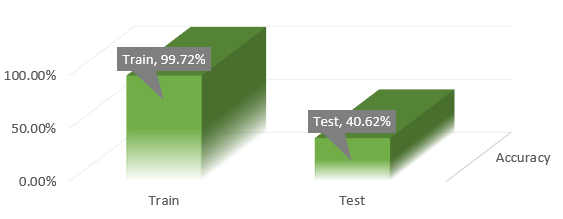 Train, 99.72%
100.00%
Test, 40.62%
50.00%
Accuracy
0.00%
Train
Test